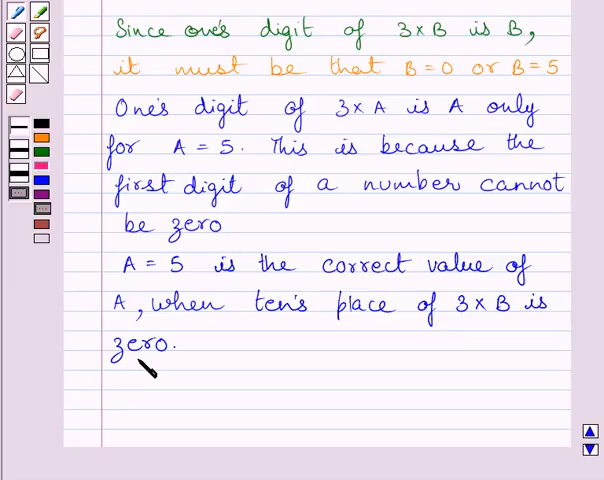 Since one's digit of 3×B is B,
it must be that B=0 or B=5
One's digit of 3×A is A only
for A=5. This is because the
first digit of a number cannot
be zero
A=5 is the correct value of
A, when ten's place of 3×B is
zero.